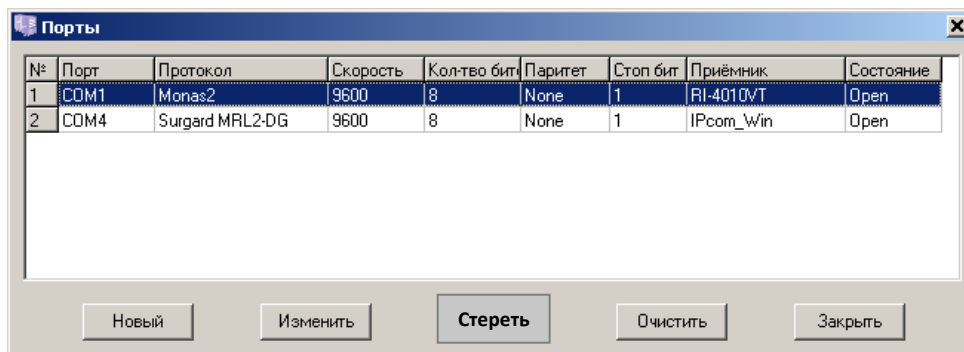 Порты
№ Порт Протокол Скорость Кол-тво бит Паритет Стоп бит Приёмник Состояние
1 COM1 Monas2 9600 8 None 1 RI-4010VT Open
2 COM4 Surgard MRL2-DG 9600 8 None 1 IPcom_Win Open
Новый Изменить Стереть Очистить Закрыть